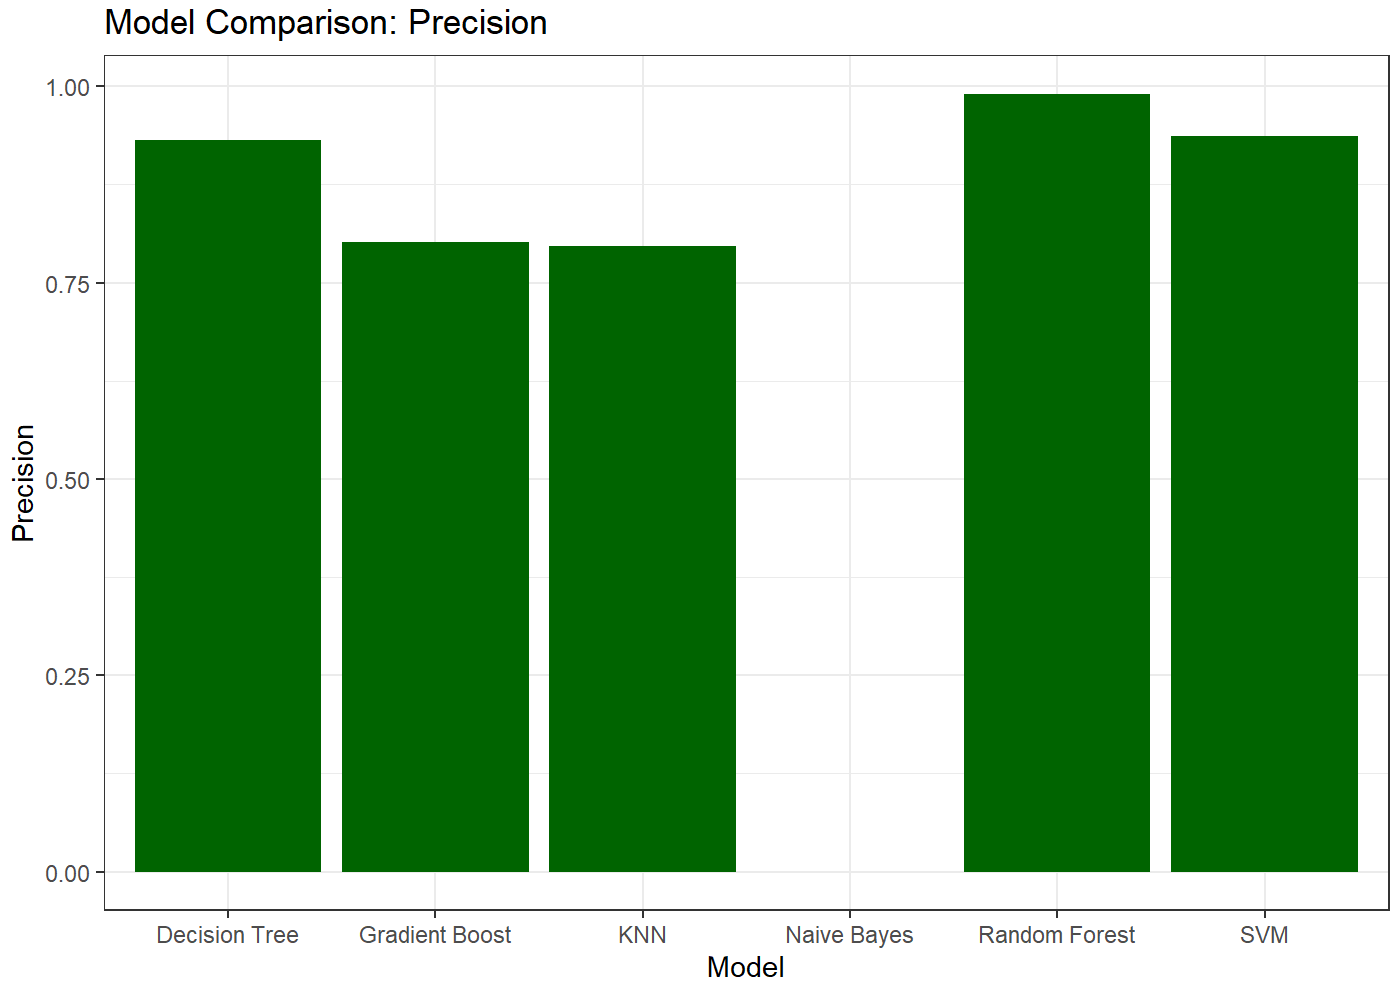 Model Comparison: Precision
Precision
1.00
0.75
0.50
0.25
0.00
Decision Tree Gradient Boost KNN Naive Bayes Random Forest SVM
Model